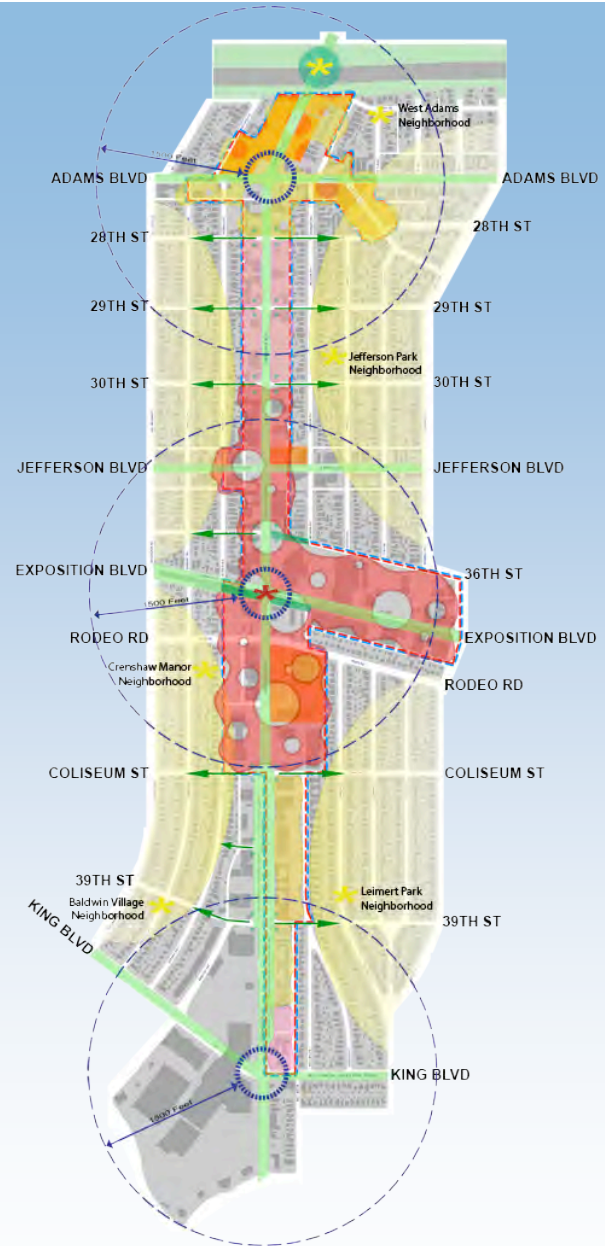 West Adams
Neighborhood
ADAMS BLVD
ADAMS BLVD
28TH ST
28TH ST
29TH ST
29TH ST
Jefferson Park
Neighborhood
30TH ST
30TH ST
JEFFERSON BLVD
JEFFERSON BLVD
EXPOSITION BLVD
36TH ST
1500 Feet
RODEO RD
EXPOSITION BLVD
Crenshaw Manor
Neighborhood
RODEO RD
COLISEUM ST
COLISEUM ST
39TH ST
Baldwin Village
Neighborhood
Leimert Park
Neighborhood
KING BLVD
39TH ST
KING BLVD
1500 Feet